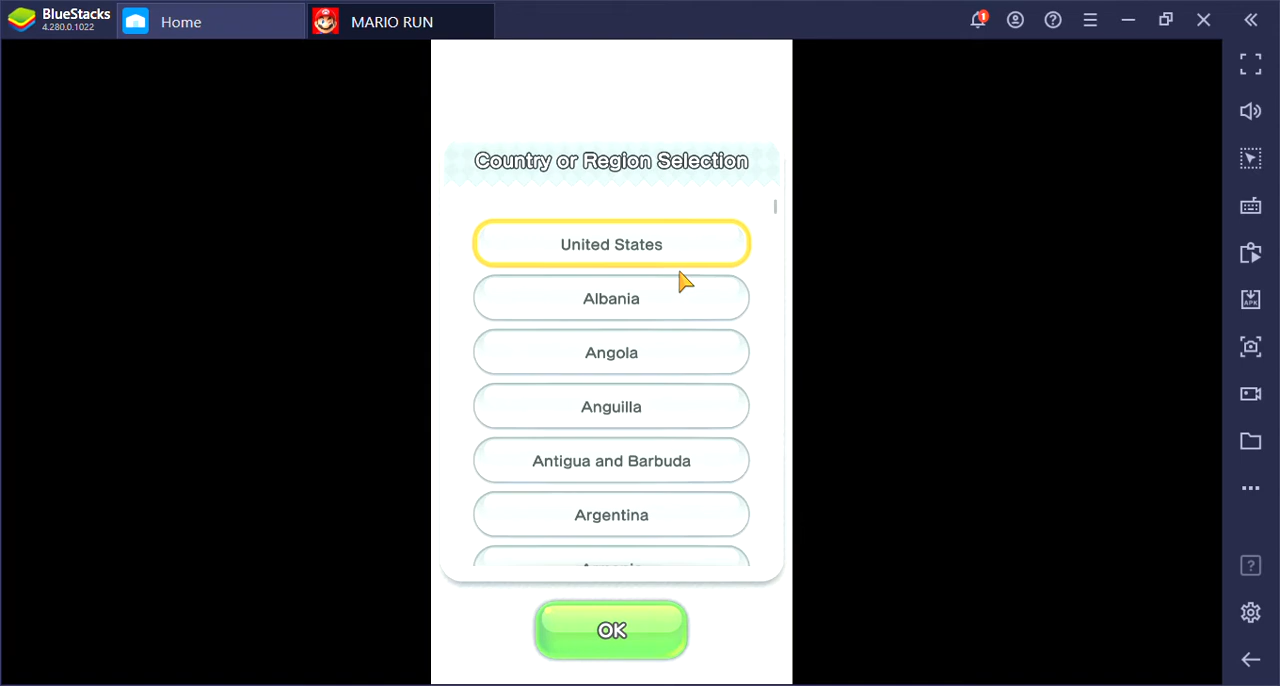 BlueStacks
4.280.0.1022
Home
MARIO RUN
1
Country or Region Selection
United States
Albania
Angola
Anguilla
Antigua and Barbuda
Argentina
OK
APK